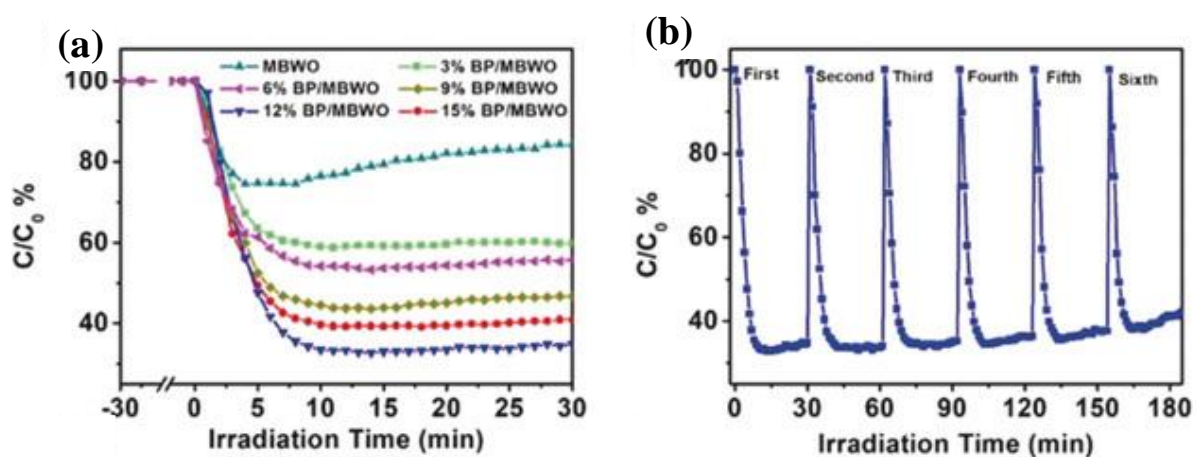 (a)
MBWO 3% BP/MBWO
6% BP/MBWO 9% BP/MBWO
12% BP/MBWO 15% BP/MBWO
100
80
60
40
C/C0 %
-30 0 5 10 15 20 25 30
Irradiation Time (min)
(b)
100
80
60
40
C/C0 %
First Second Third Fourth Fifth Sixth
0 30 60 90 120 150 180
Irradiation Time (min)